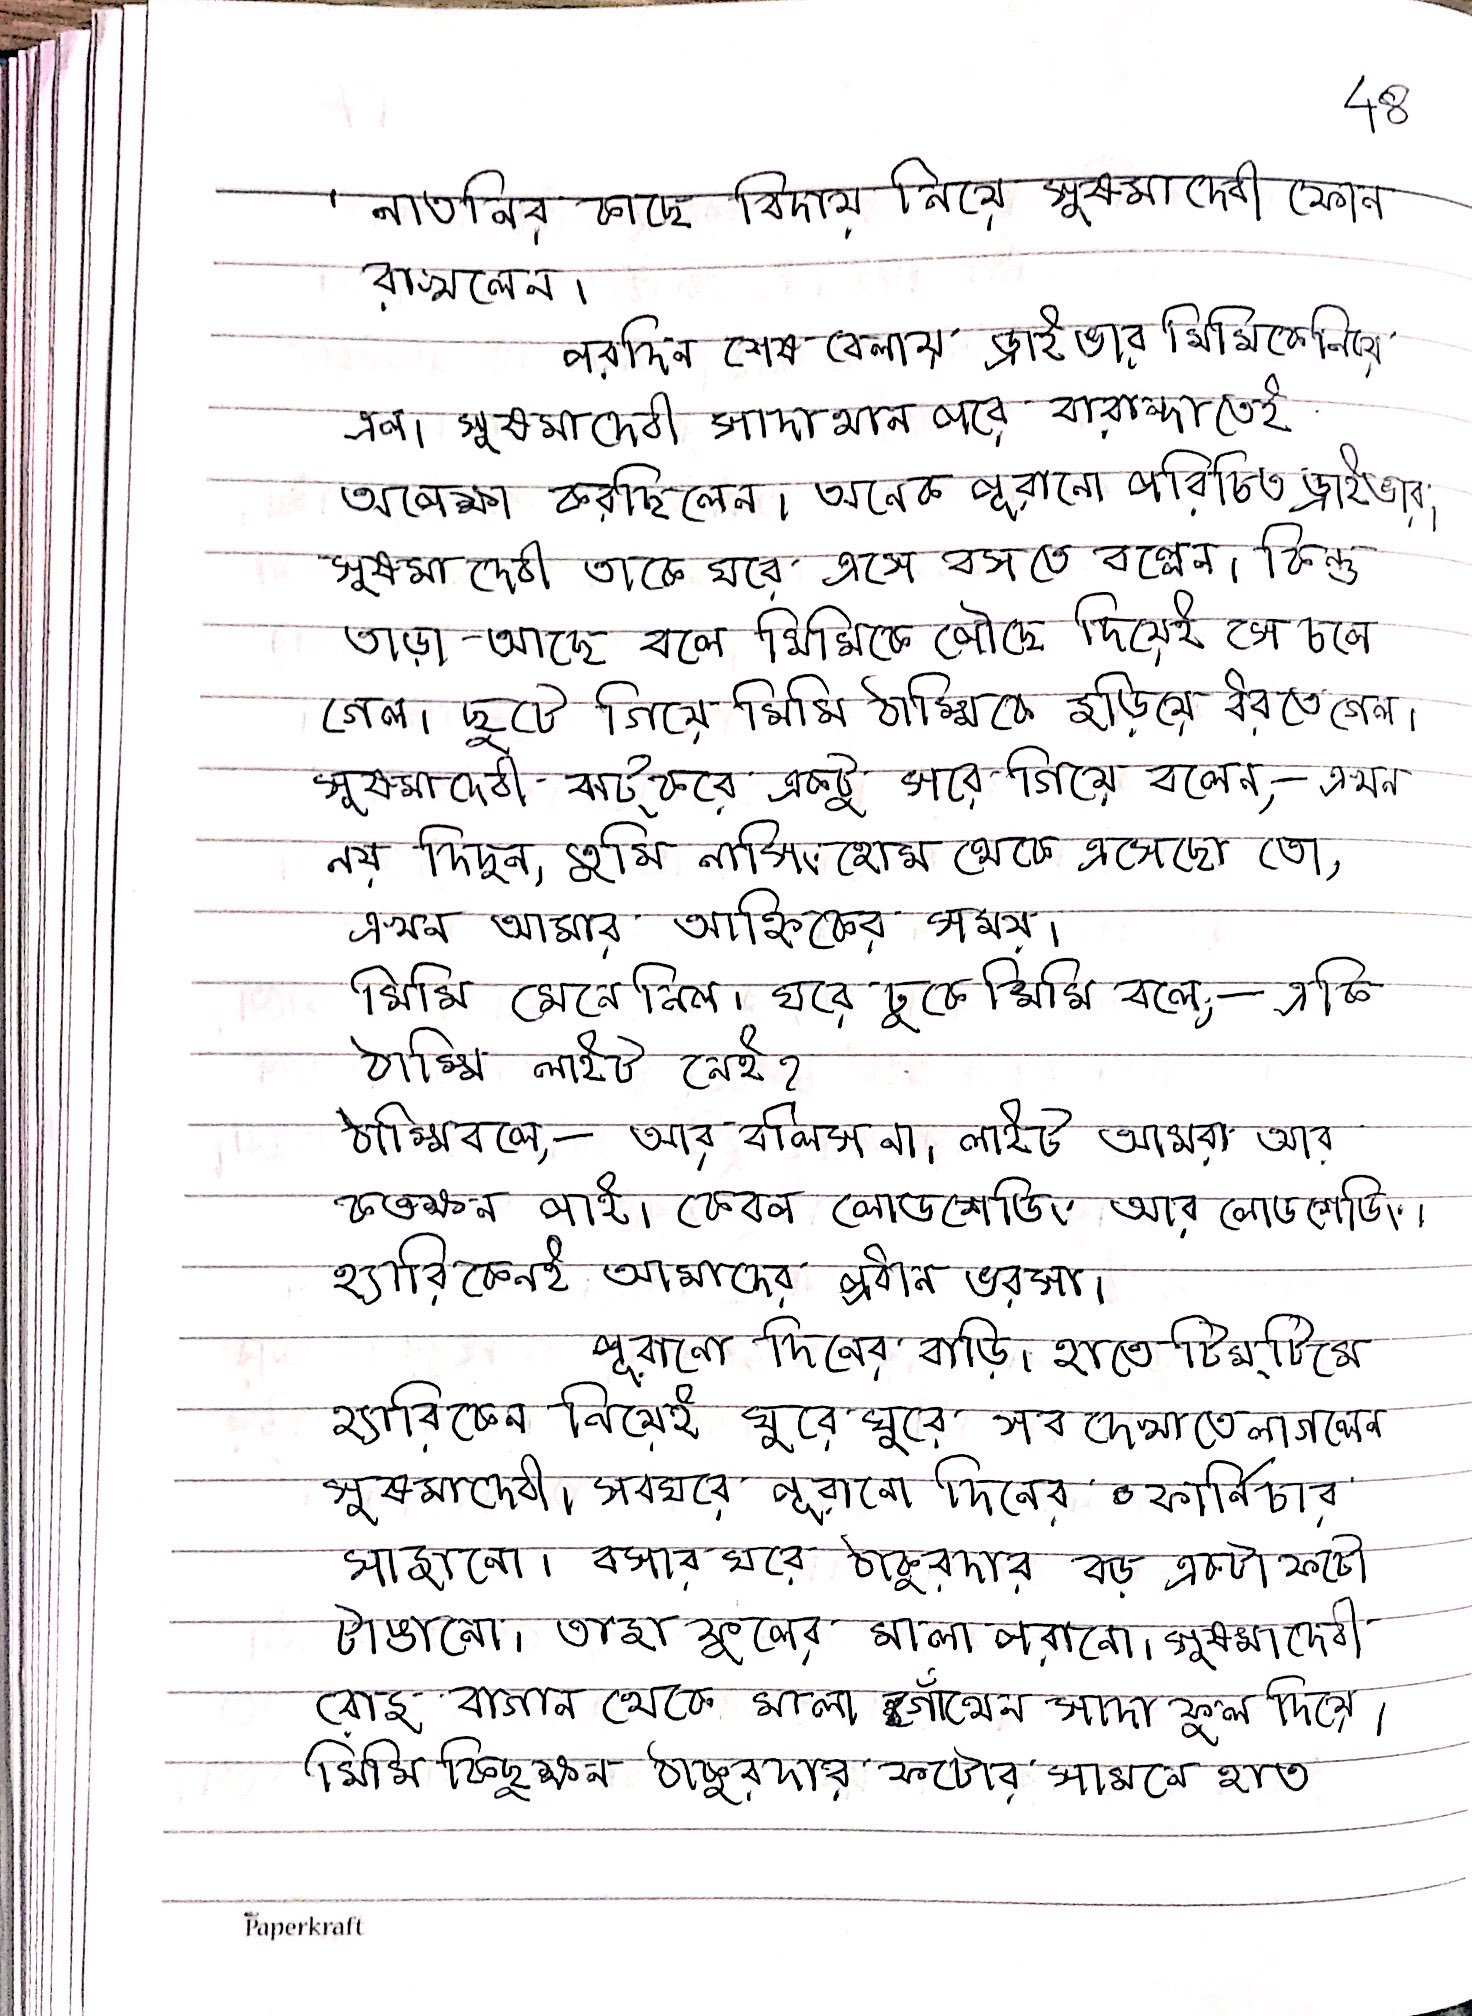 48
নাতনির কাছে বিদায় নিয়ে সুষমাদেবী ফোন
রাখলেন।
পরদিন শেষ বেলায় ড্রাইভার মিমিকে নিয়ে
এল। সুষমাদেবী সাদা থান পরে বারান্দাতেই
অপেক্ষা করছিলেন। অনেক পুরানো পরিচিত ড্রাইভার,
সুষমা দেবী তাকে ঘরে এসে বসতে বল্লেন। কিন্তু
তাড়া আছে বলে মিমিকে পৌছে দিয়েই সে চলে
গেল। ছুটে গিয়ে মিমি ঠাম্মিকে জড়িয়ে ধরতে গেল।
সুষমাদেবী ঝট্ করে একটু সরে গিয়ে বলেন,— এখন
নয় দিদুন, তুমি নার্সিংহোম থেকে এসেছো তো,
এখন আমার আহ্নিকের সময়।
মিমি মেনে নিল। ঘরে ঢুকে মিমি বলে,— একি
ঠাম্মি লাইট নেই?
ঠাম্মি বলে,— আর বলিস না। লাইট আমরা আর
কতক্ষন পাই। কেবল লোডশেডিং আর লোডশেডিং।
হ্যারিকেনই আমাদের প্রধান ভরসা।
পুরানো দিনের বাড়ি। হাতে টিম্‌টিমে
হ্যারিকেন নিয়েই ঘুরে ঘুরে সব দেখাতে লাগলেন
সুষমাদেবী। সবঘরে পুরানো দিনের ফার্নিচার
সাজানো। বসার ঘরে ঠাকুরদার বড় একটা ফটো
টাঙানো। তাজা ফুলের মালা পরানো। সুষমাদেবী
রোজ বাগান থেকে মালা গাঁথেন সাদা ফুল দিয়ে।
মিমি কিছুক্ষন ঠাকুরদার ফটোর সামনে হাত
Paperkraft